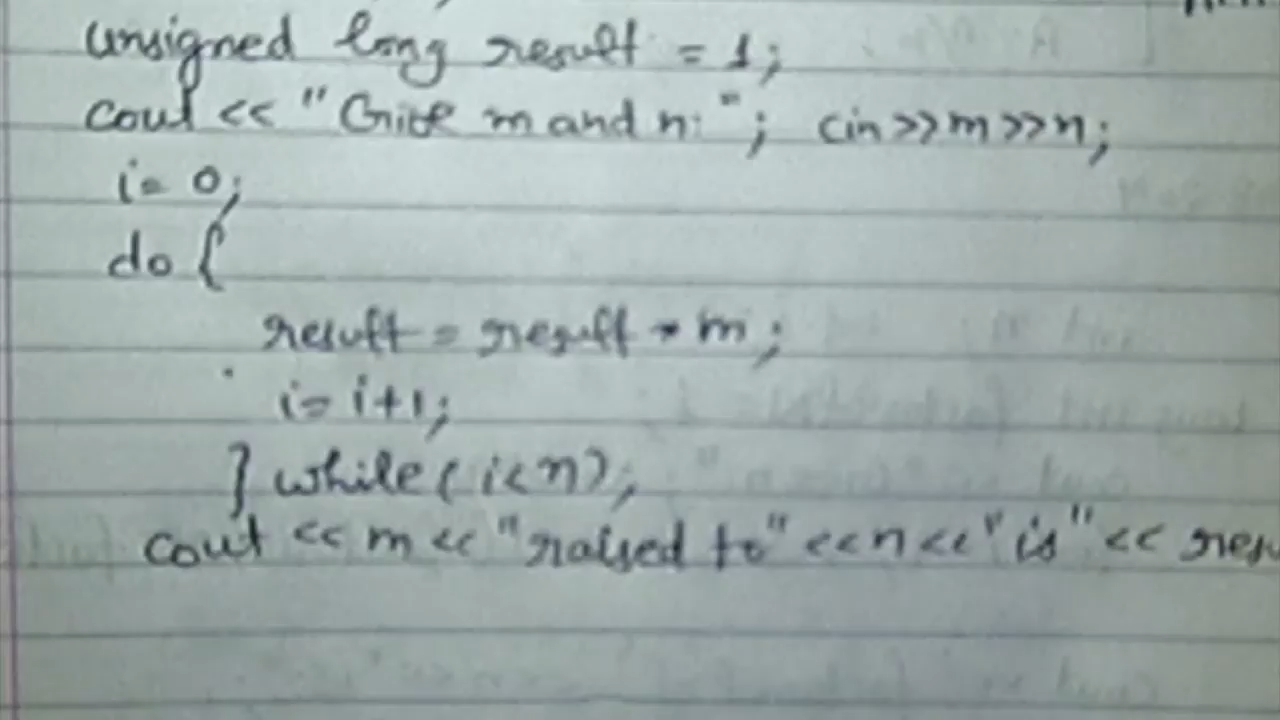 unsigned long result = 1;
cout << "Give m and n: "; cin>>m>>n;
i= 0;
do {
result = result * m;
i= i+1;
} while( i<n);
cout << m << "raised to" <<n<< "is" <<